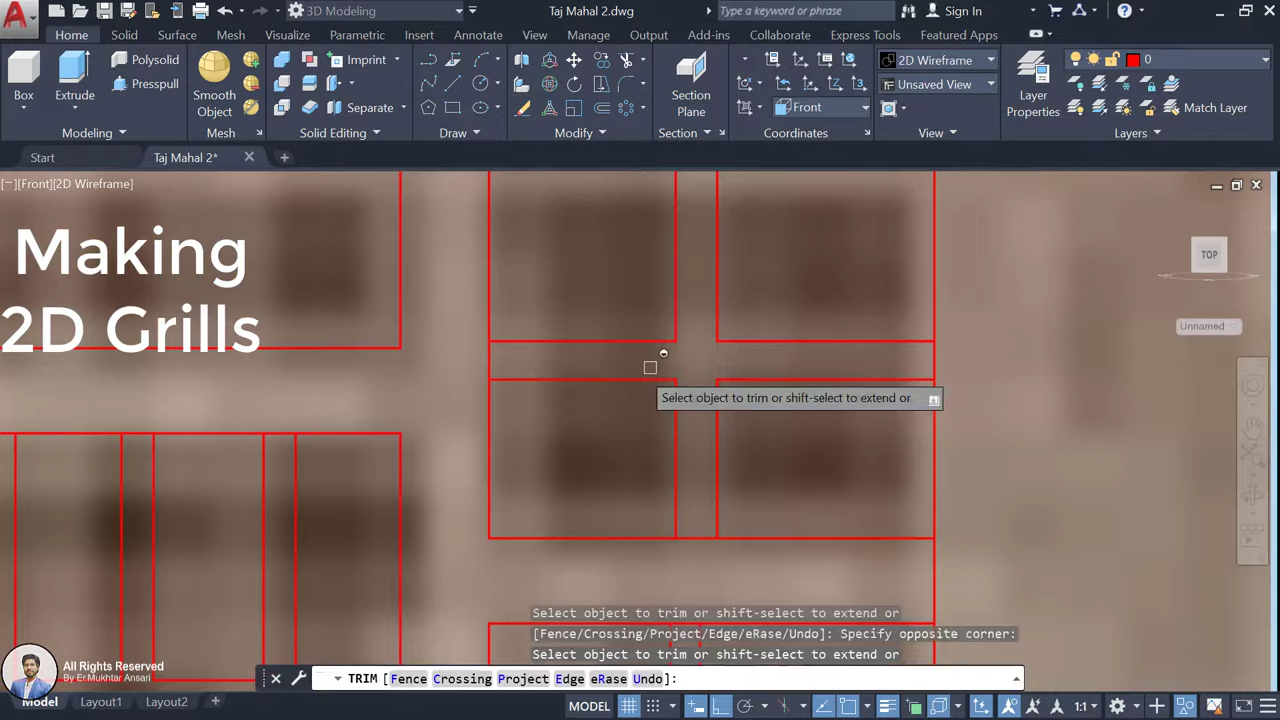 3D Modeling
Taj Mahal 2.dwg
Type a keyword or phrase
Sign In
Home
Solid
Surface
Mesh
Visualize
Parametric
Insert
Annotate
View
Manage
Output
Add-ins
Collaborate
Express Tools
Featured Apps
Box
Extrude
Polysolid
Presspull
Smooth
Object
Imprint
Separate
Section
Plane
Front
2D Wireframe
Unsaved View
Layer
Properties
0
Match Layer
Modeling
Mesh
Solid Editing
Draw
Modify
Section
Coordinates
View
Layers
Start
Taj Mahal 2*
[−][Front][2D Wireframe]
Making
2D Grills
TOP
Unnamed
Select object to trim or shift-select to extend or
Select object to trim or shift-select to extend or
[Fence/Crossing/Project/Edge/eRase/Undo]: Specify opposite corner:
Select object to trim or shift-select to extend or
TRIM [Fence Crossing Project Edge eRase Undo]:
All Rights Reserved
By Er.Mukhtar Ansari
Model
Layout1
Layout2
MODEL
1:1